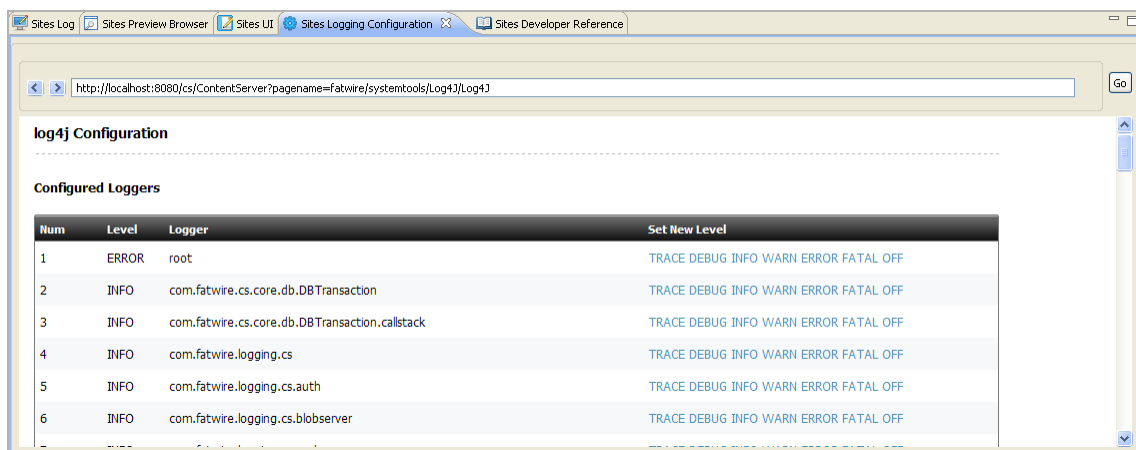 Sites Log Sites Preview Browser Sites UI Sites Logging Configuration Sites Developer Reference
http://localhost:8080/cs/ContentServer?pagename=fatwire/systemtools/Log4J/Log4J Go
log4j Configuration
Configured Loggers
Num Level Logger Set New Level
1 ERROR root TRACE DEBUG INFO WARN ERROR FATAL OFF
2 INFO com.fatwire.cs.core.db.DBTransaction TRACE DEBUG INFO WARN ERROR FATAL OFF
3 INFO com.fatwire.cs.core.db.DBTransaction.callstack TRACE DEBUG INFO WARN ERROR FATAL OFF
4 INFO com.fatwire.logging.cs TRACE DEBUG INFO WARN ERROR FATAL OFF
5 INFO com.fatwire.logging.cs.auth TRACE DEBUG INFO WARN ERROR FATAL OFF
6 INFO com.fatwire.logging.cs.blobserver TRACE DEBUG INFO WARN ERROR FATAL OFF